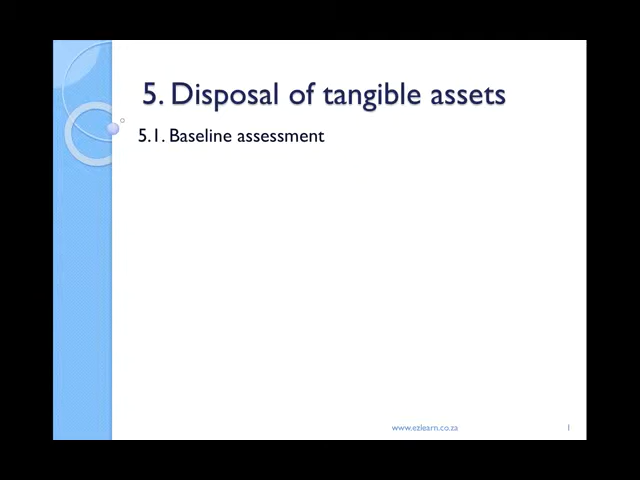 5. Disposal of tangible assets
5.1. Baseline assessment
www.ezlearn.co.za
1